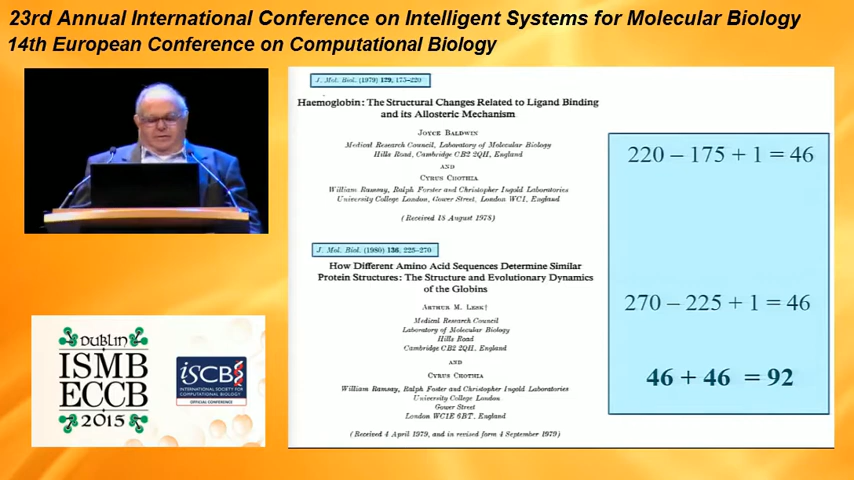 23rd Annual International Conference on Intelligent Systems for Molecular Biology
14th European Conference on Computational Biology
J. Mol. Biol. (1979) 129, 175–220
Haemoglobin: The Structural Changes Related to Ligand Binding
and its Allosteric Mechanism
JOYCE BALDWIN
Medical Research Council, Laboratory of Molecular Biology
Hills Road, Cambridge CB2 2QH, England
AND
CYRUS CHOTHIA
William Ramsay, Ralph Forster and Christopher Ingold Laboratories
University College London, Gower Street, London WC1, England
(Received 18 August 1978)
220 – 175 + 1 = 46
J. Mol. Biol. (1980) 136, 225–270
How Different Amino Acid Sequences Determine Similar
Protein Structures: The Structure and Evolutionary Dynamics
of the Globins
ARTHUR M. LESK†
Medical Research Council
Laboratory of Molecular Biology
Hills Road
Cambridge CB2 2QH, England
AND
CYRUS CHOTHIA
William Ramsay, Ralph Forster and Christopher Ingold Laboratories
University College London
Gower Street
London WC1E 6BT, England
(Received 4 April 1979, and in revised form 4 September 1979)
270 – 225 + 1 = 46
46 + 46 = 92
DUBLIN
ISMB
ECCB
2015
ISCB
INTERNATIONAL SOCIETY FOR
COMPUTATIONAL BIOLOGY
OFFICIAL CONFERENCE